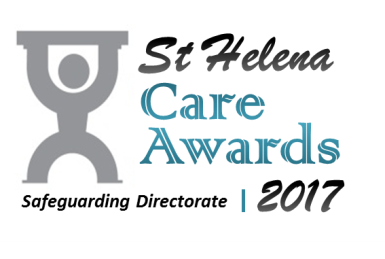 St Helena
Care
Awards
Safeguarding Directorate | 2017